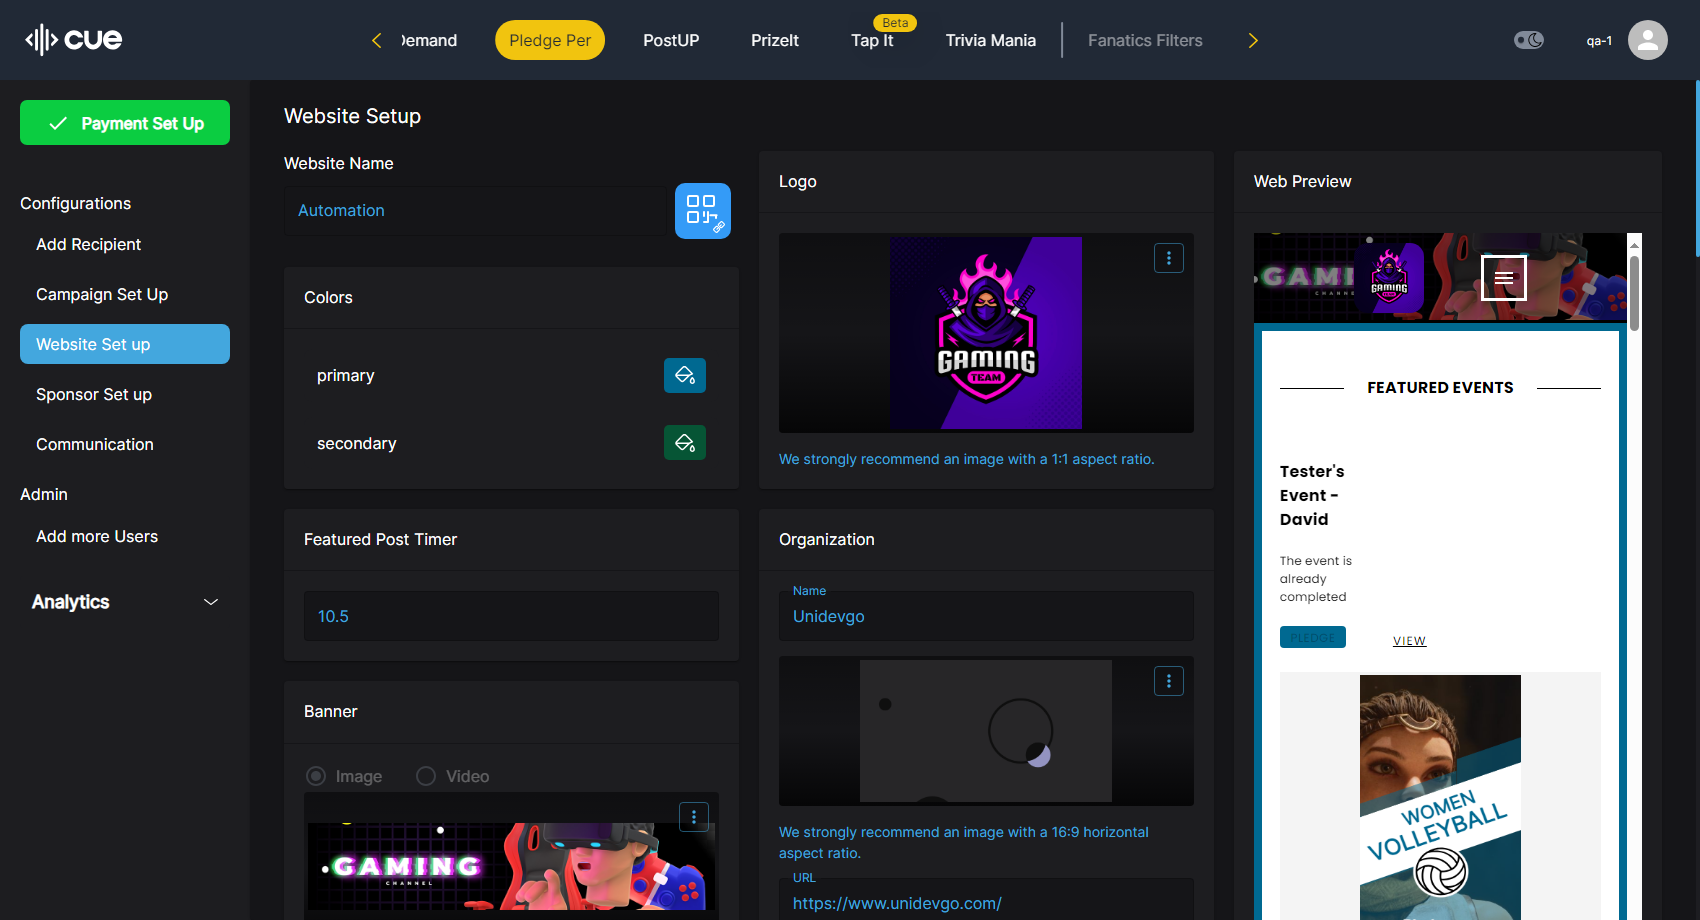 cue
Demand
Pledge Per
PostUP
PrizeIt
Beta
Tap It
Trivia Mania
Fanatics Filters
qa-1
Payment Set Up
Configurations
Add Recipient
Campaign Set Up
Website Set up
Sponsor Set up
Communication
Admin
Add more Users
Analytics
Website Setup
Website Name
Automation
Colors
primary
secondary
Featured Post Timer
10.5
Banner
Image
Video
GAMING
CHANNEL
Logo
GAMING
TEAM
We strongly recommend an image with a 1:1 aspect ratio.
Organization
Name
Unidevgo
We strongly recommend an image with a 16:9 horizontal
aspect ratio.
URL
https://www.unidevgo.com/
Web Preview
GAMING
TEAM
FEATURED EVENTS
Tester's
Event -
David
The event is
already
completed
PLEDGE
VIEW
WOMEN
VOLLEYBALL